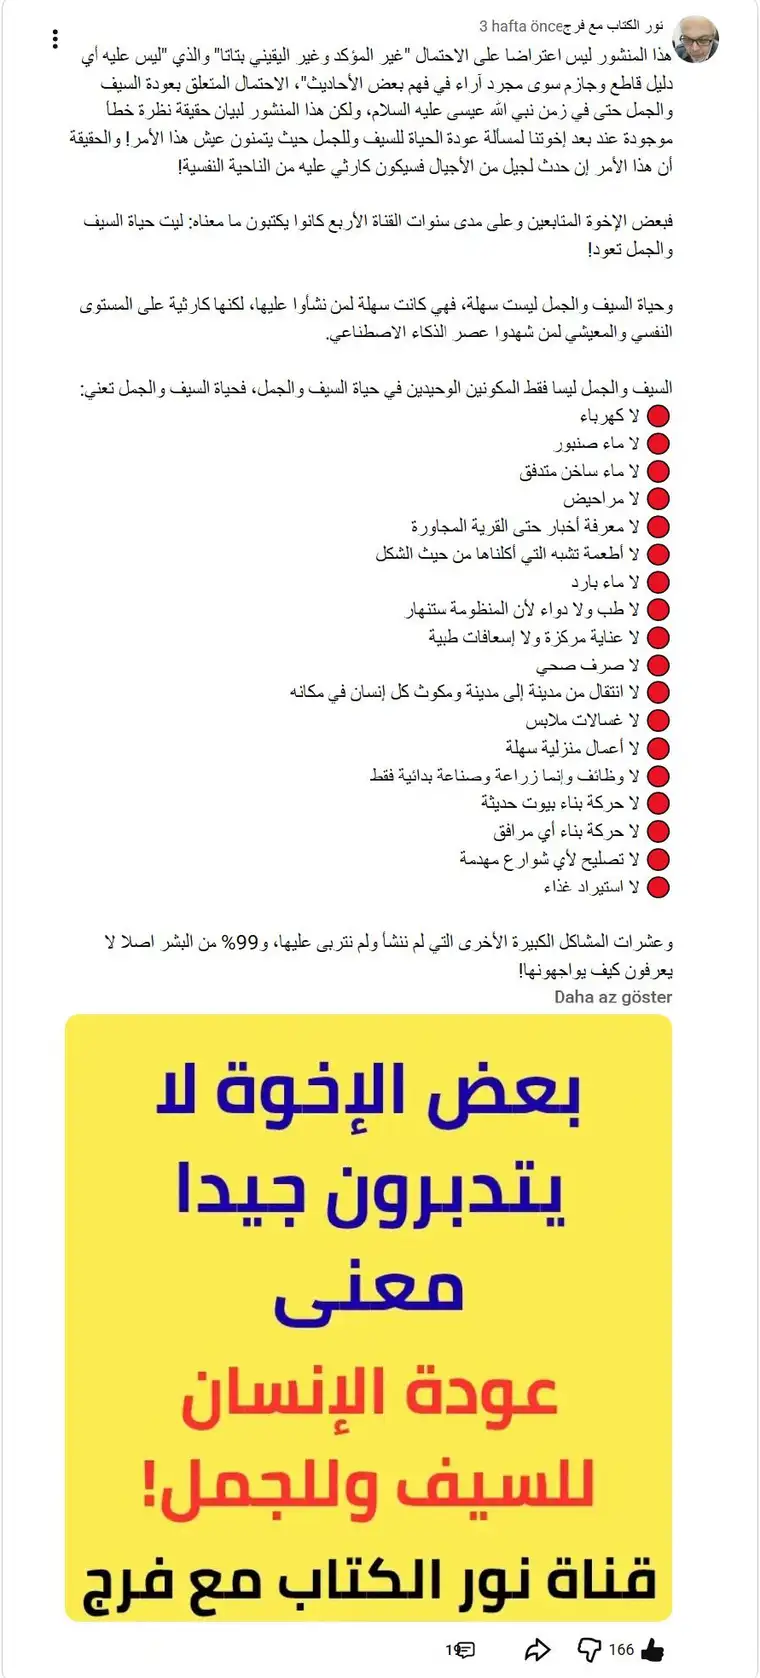 نور الكتاب مع فرج 3 hafta önce
هذا المنشور ليس اعتراضا على الاحتمال "غير المؤكد وغير اليقيني بتاتا" والذي "ليس عليه أي
دليل قاطع وجازم سوى مجرد آراء في فهم بعض الأحاديث"، الاحتمال المتعلق بعودة السيف
والجمل حتى في زمن نبي الله عيسى عليه السلام، ولكن هذا المنشور لبيان حقيقة نظرة خطأ
موجودة عند بعد إخوتنا لمسألة عودة الحياة للسيف وللجمل حيث يتمنون عيش هذا الأمر! والحقيقة
أن هذا الأمر إن حدث لجيل من الأجيال فسيكون كارثي عليه من الناحية النفسية!
فبعض الإخوة المتابعين وعلى مدى سنوات القناة الأربع كانوا يكتبون ما معناه: ليت حياة السيف
والجمل تعود!
وحياة السيف والجمل ليست سهلة، فهي كانت سهلة لمن نشأوا عليها، لكنها كارثية على المستوى
النفسي والمعيشي لمن شهدوا عصر الذكاء الاصطناعي.
السيف والجمل ليسا فقط المكونين الوحيدين في حياة السيف والجمل، فحياة السيف والجمل تعني:
🔴 لا كهرباء
🔴 لا ماء صنبور
🔴 لا ماء ساخن متدفق
🔴 لا مراحيض
🔴 لا معرفة أخبار حتى القرية المجاورة
🔴 لا أطعمة تشبه التي أكلناها من حيث الشكل
🔴 لا ماء بارد
🔴 لا طب ولا دواء لأن المنظومة ستنهار
🔴 لا عناية مركزة ولا إسعافات طبية
🔴 لا صرف صحي
🔴 لا انتقال من مدينة إلى مدينة ومكوث كل إنسان في مكانه
🔴 لا غسالات ملابس
🔴 لا أعمال منزلية سهلة
🔴 لا وظائف وإنما زراعة وصناعة بدائية فقط
🔴 لا حركة بناء بيوت حديثة
🔴 لا حركة بناء أي مرافق
🔴 لا تصليح لأي شوارع مهدمة
🔴 لا استيراد غذاء
وعشرات المشاكل الكبيرة الأخرى التي لم ننشأ ولم نتربى عليها، و99% من البشر اصلا لا
يعرفون كيف يواجهونها!
Daha az göster
بعض الإخوة لا
يتدبرون جيدا
معنى
عودة الإنسان
للسيف وللجمل!
قناة نور الكتاب مع فرج
166 19